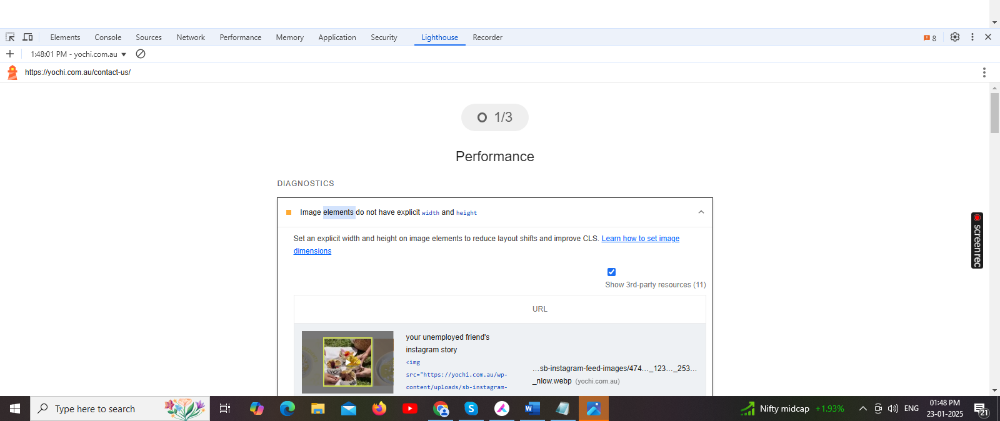 Elements Console Sources Network Performance Memory Application Security Lighthouse Recorder 8
1:48:01 PM - yochi.com.au
https://yochi.com.au/contact-us/
1/3
Performance
DIAGNOSTICS
Image elements do not have explicit width and height
Set an explicit width and height on image elements to reduce layout shifts and improve CLS. Learn how to set image
dimensions
Show 3rd-party resources (11)
URL
your unemployed friend's
instagram story
<img
src="https://yochi.com.au/wp-
content/uploads/sb-instagram-
...sb-instagram-feed-images/474..._123..._253...
_nlow.webp (yochi.com.au)
screenrec
Type here to search
Nifty midcap +1.93%
ENG
01:48 PM
23-01-2025
21